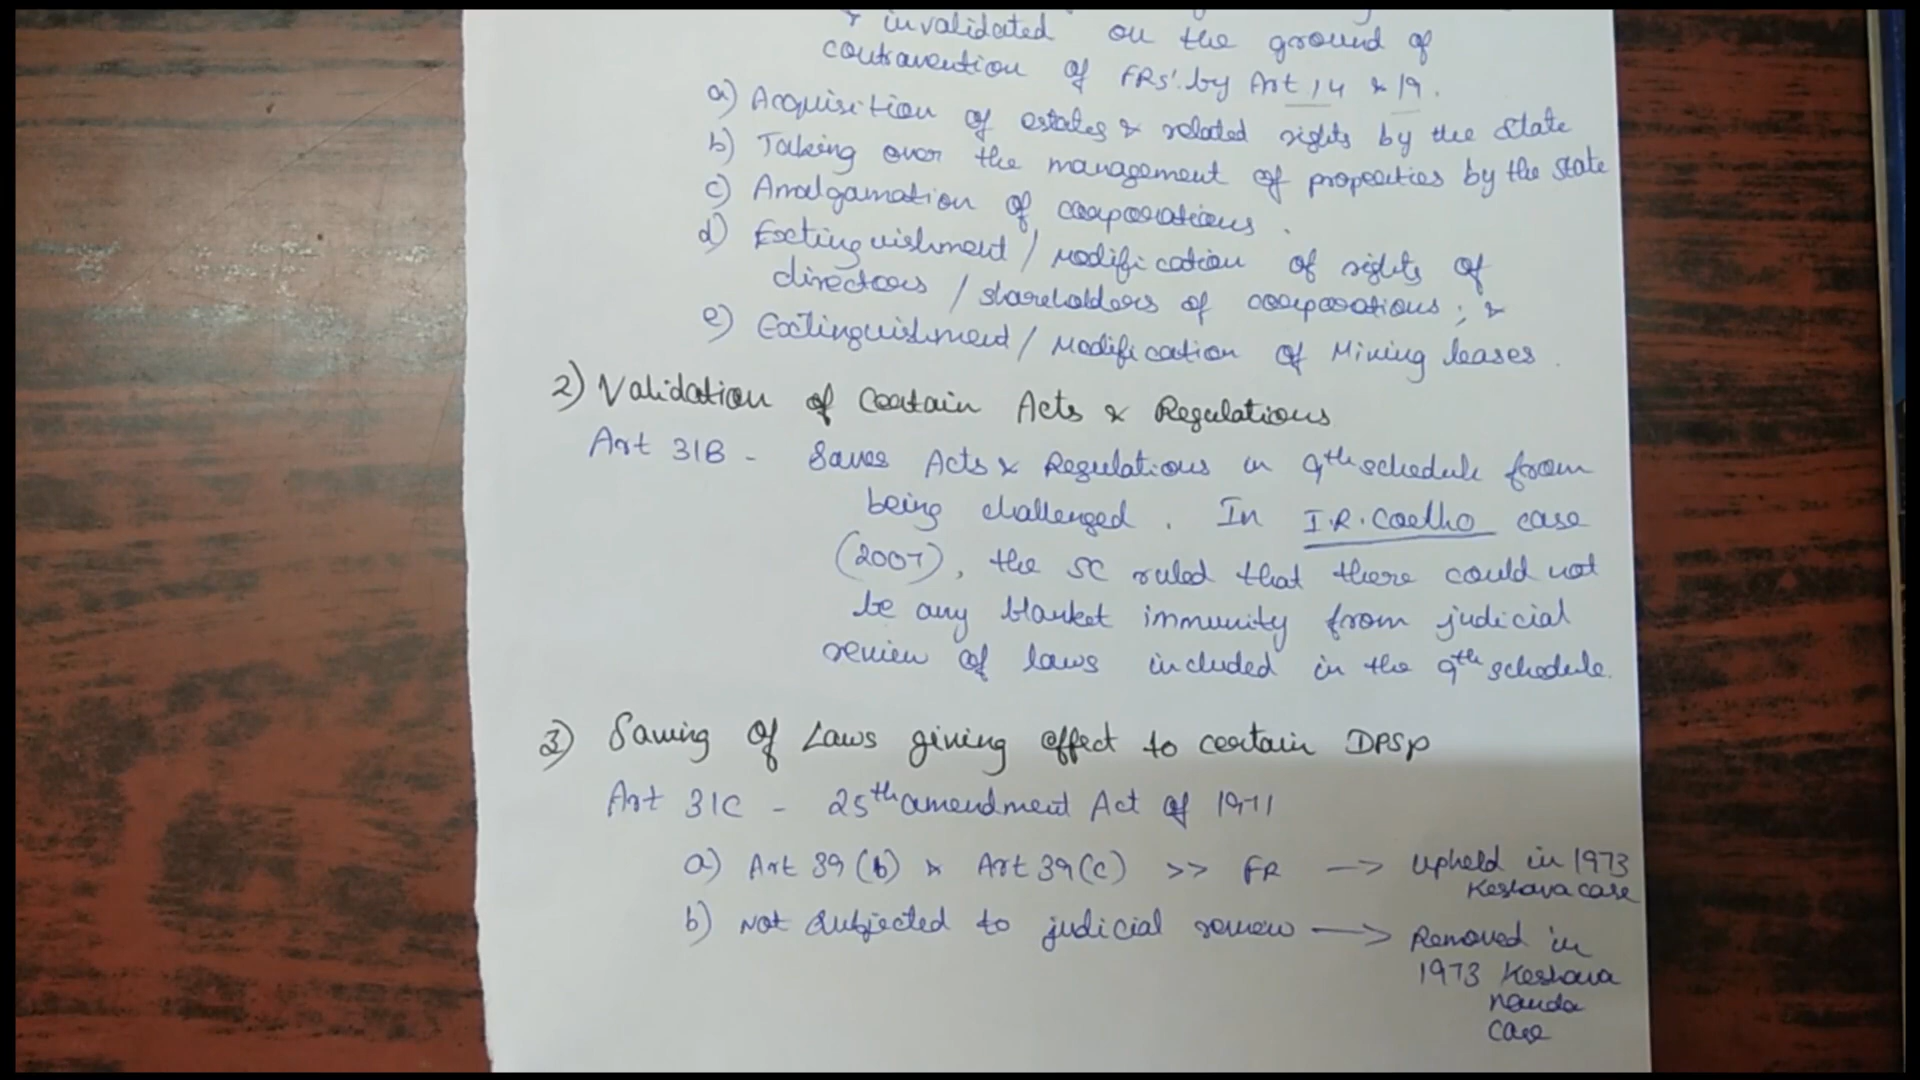 & invalidated on the ground of
contravention of FRs' by Art 14 & 19.
a) Acquisition of estates & related rights by the State
b) Taking over the management of properties by the State
c) Amalgamation of corporations.
d) Extinguishment / Modification of rights of
directors / shareholders of corporations; &
e) Extinguishment / Modification of Mining leases.
2) Validation of Certain Acts & Regulations
Art 31B - Saves Acts & Regulations in 9th schedule from
being challenged. In I.R. Coelho case
(2007), the SC ruled that there could not
be any blanket immunity from judicial
review of laws included in the 9th schedule.
3) Saving of Laws giving effect to certain DPSP
Art 31C - 25th amendment Act of 1971
a) Art 39(b) & Art 39(c) >> FR -> Upheld in 1973
Keshava case
b) Not Subjected to judicial review -> Removed in
1973 Keshava
nanda
case